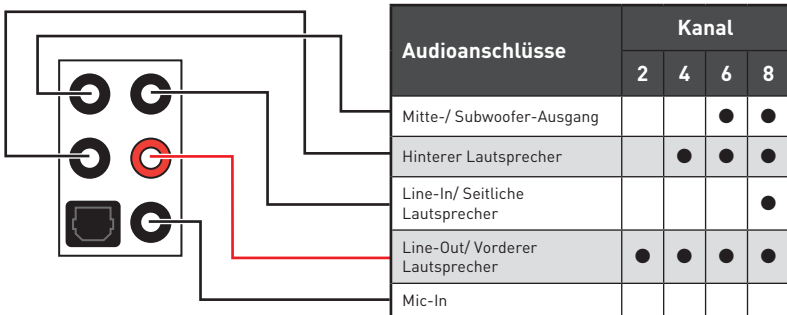 Audioanschlüsse
Kanal
2 4 6 8
Mitte-/ Subwoofer-Ausgang ● ●
Hinterer Lautsprecher ● ● ●
Line-In/ Seitliche
Lautsprecher ●
Line-Out/ Vorderer
Lautsprecher ● ● ● ●
Mic-In